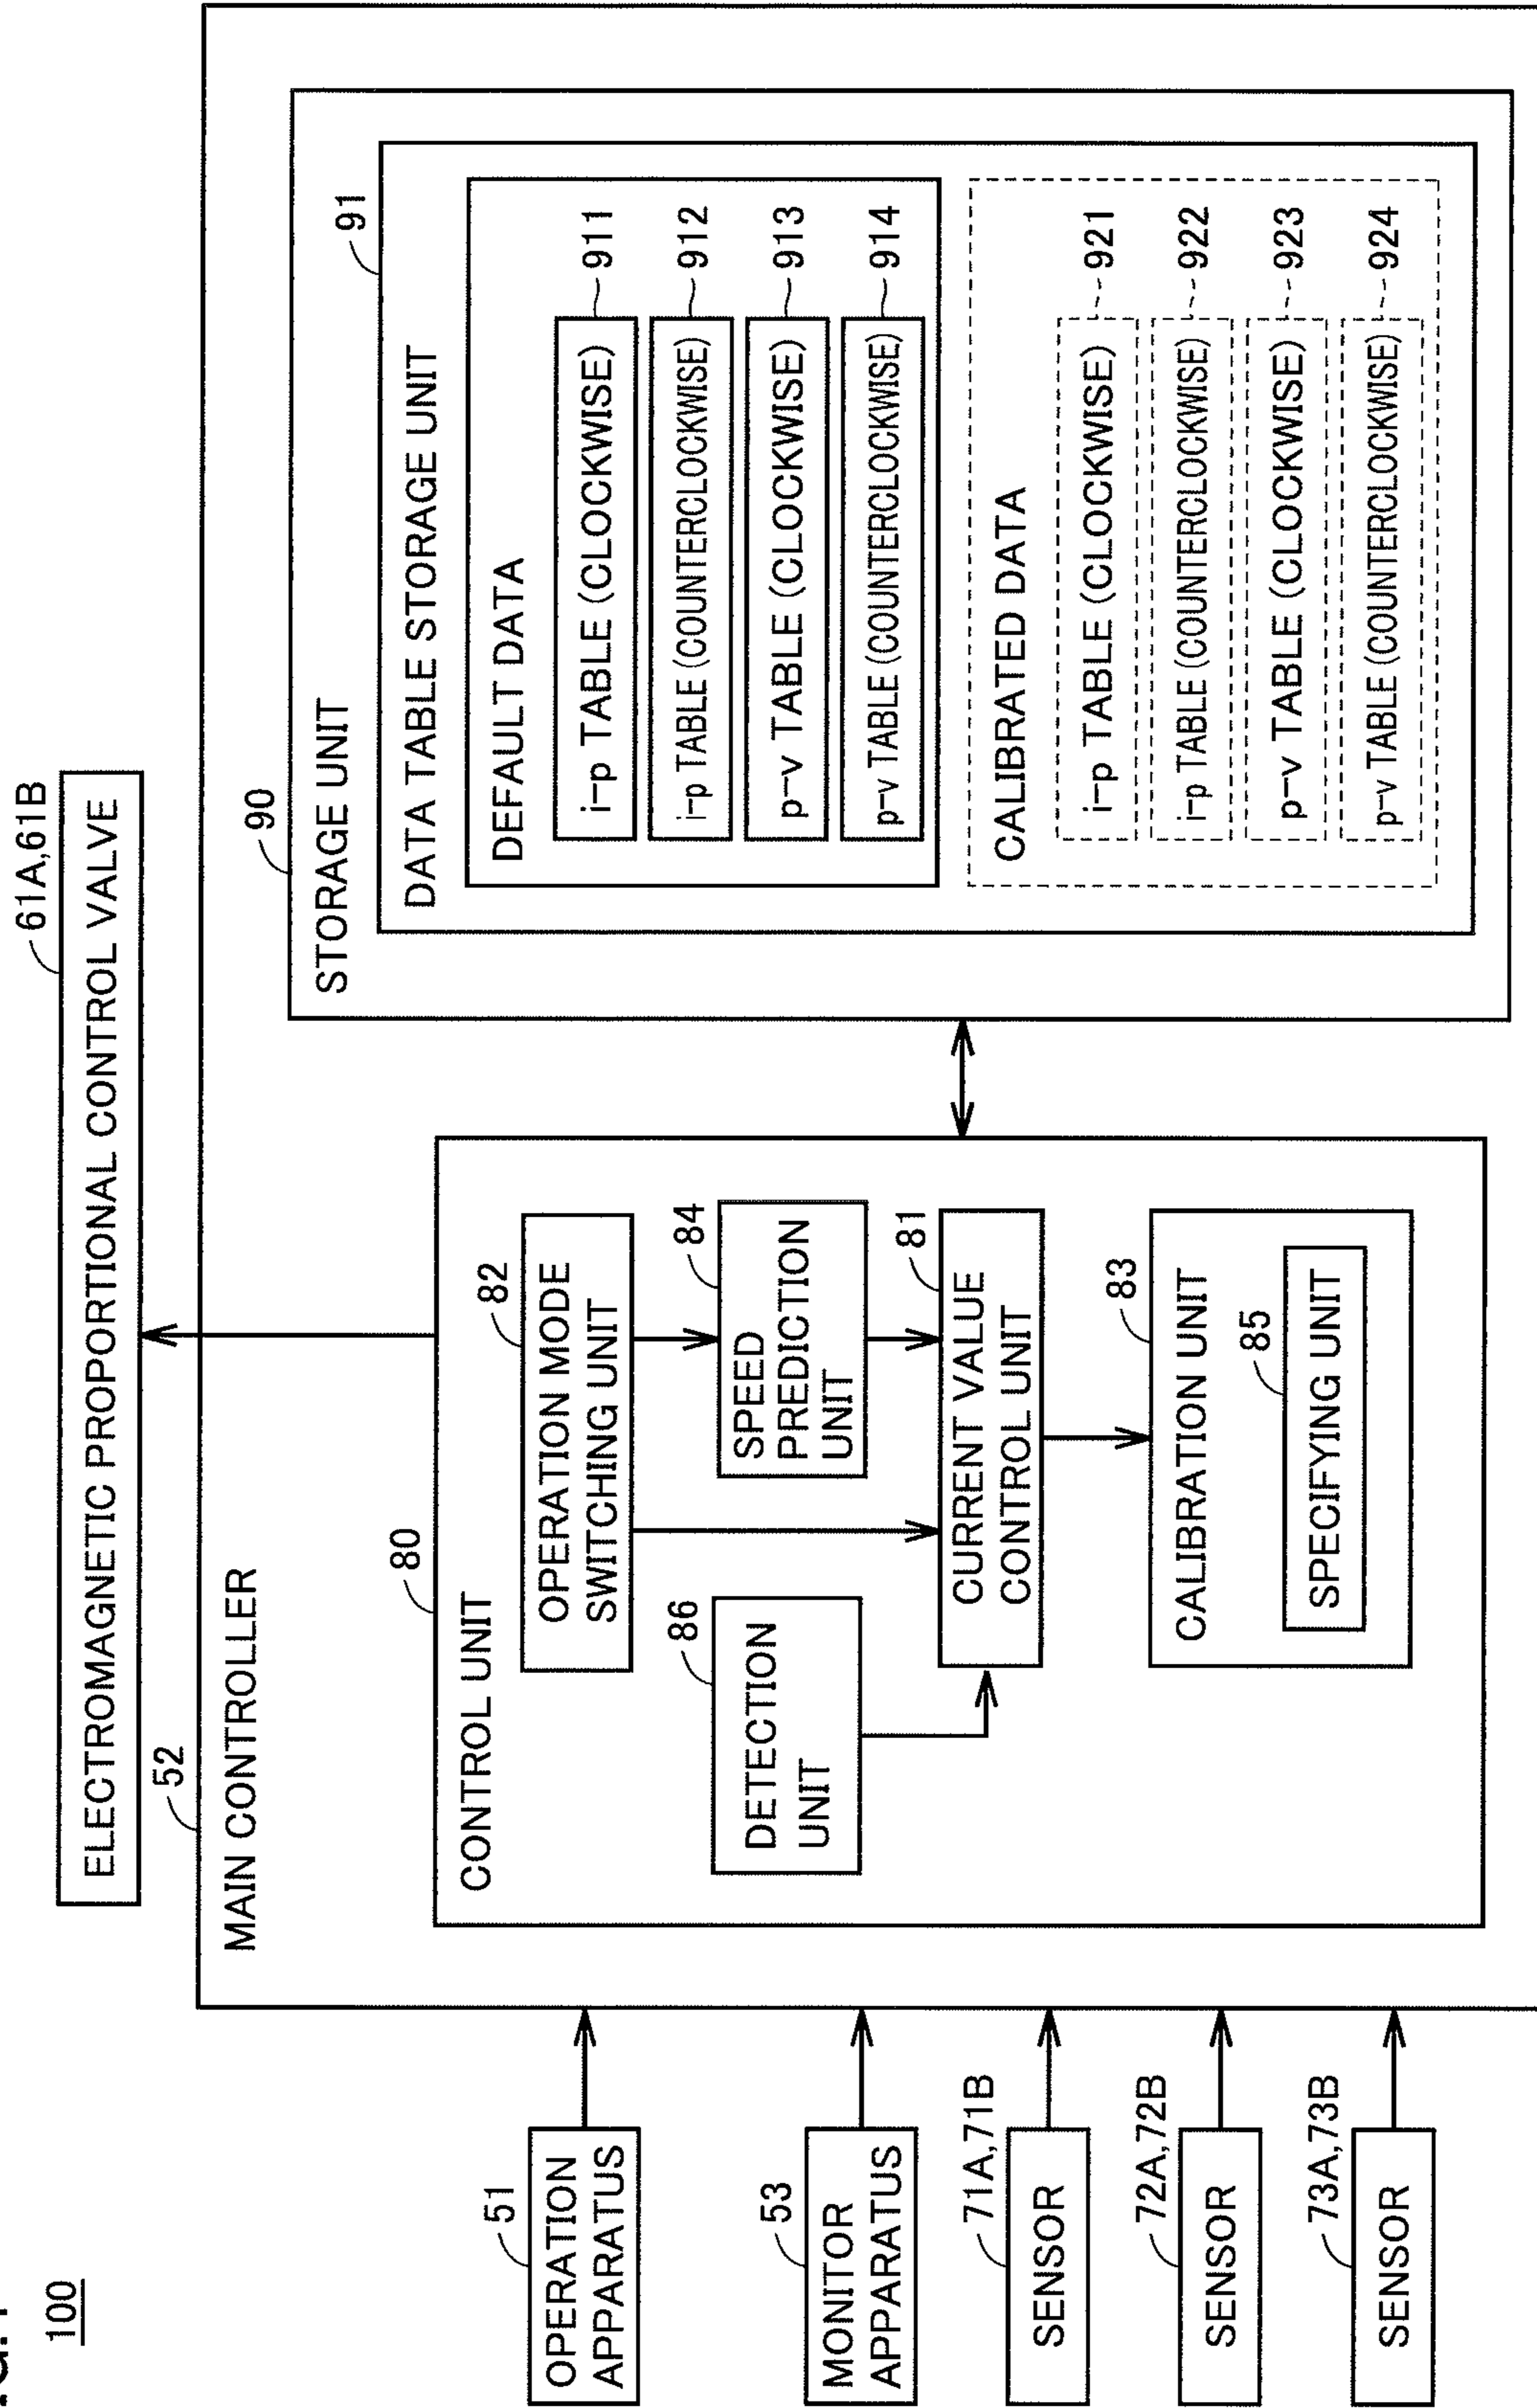 100
61A,61B
ELECTROMAGNETIC PROPORTIONAL CONTROL VALVE
52
MAIN CONTROLLER
51
OPERATION
APPARATUS
53
MONITOR
APPARATUS
71A,71B
SENSOR
72A,72B
SENSOR
73A,73B
SENSOR
80
CONTROL UNIT
82
OPERATION MODE
SWITCHING UNIT
86
DETECTION
UNIT
84
SPEED
PREDICTION
UNIT
81
CURRENT VALUE
CONTROL UNIT
83
CALIBRATION UNIT
85
SPECIFYING UNIT
90
STORAGE UNIT
91
DATA TABLE STORAGE UNIT
DEFAULT DATA
i-p TABLE (CLOCKWISE) 911
i-p TABLE (COUNTERCLOCKWISE) 912
p-v TABLE (CLOCKWISE) 913
p-v TABLE (COUNTERCLOCKWISE) 914
CALIBRATED DATA
i-p TABLE (CLOCKWISE) 921
i-p TABLE (COUNTERCLOCKWISE) 922
p-v TABLE (CLOCKWISE) 923
p-v TABLE (COUNTERCLOCKWISE) 924